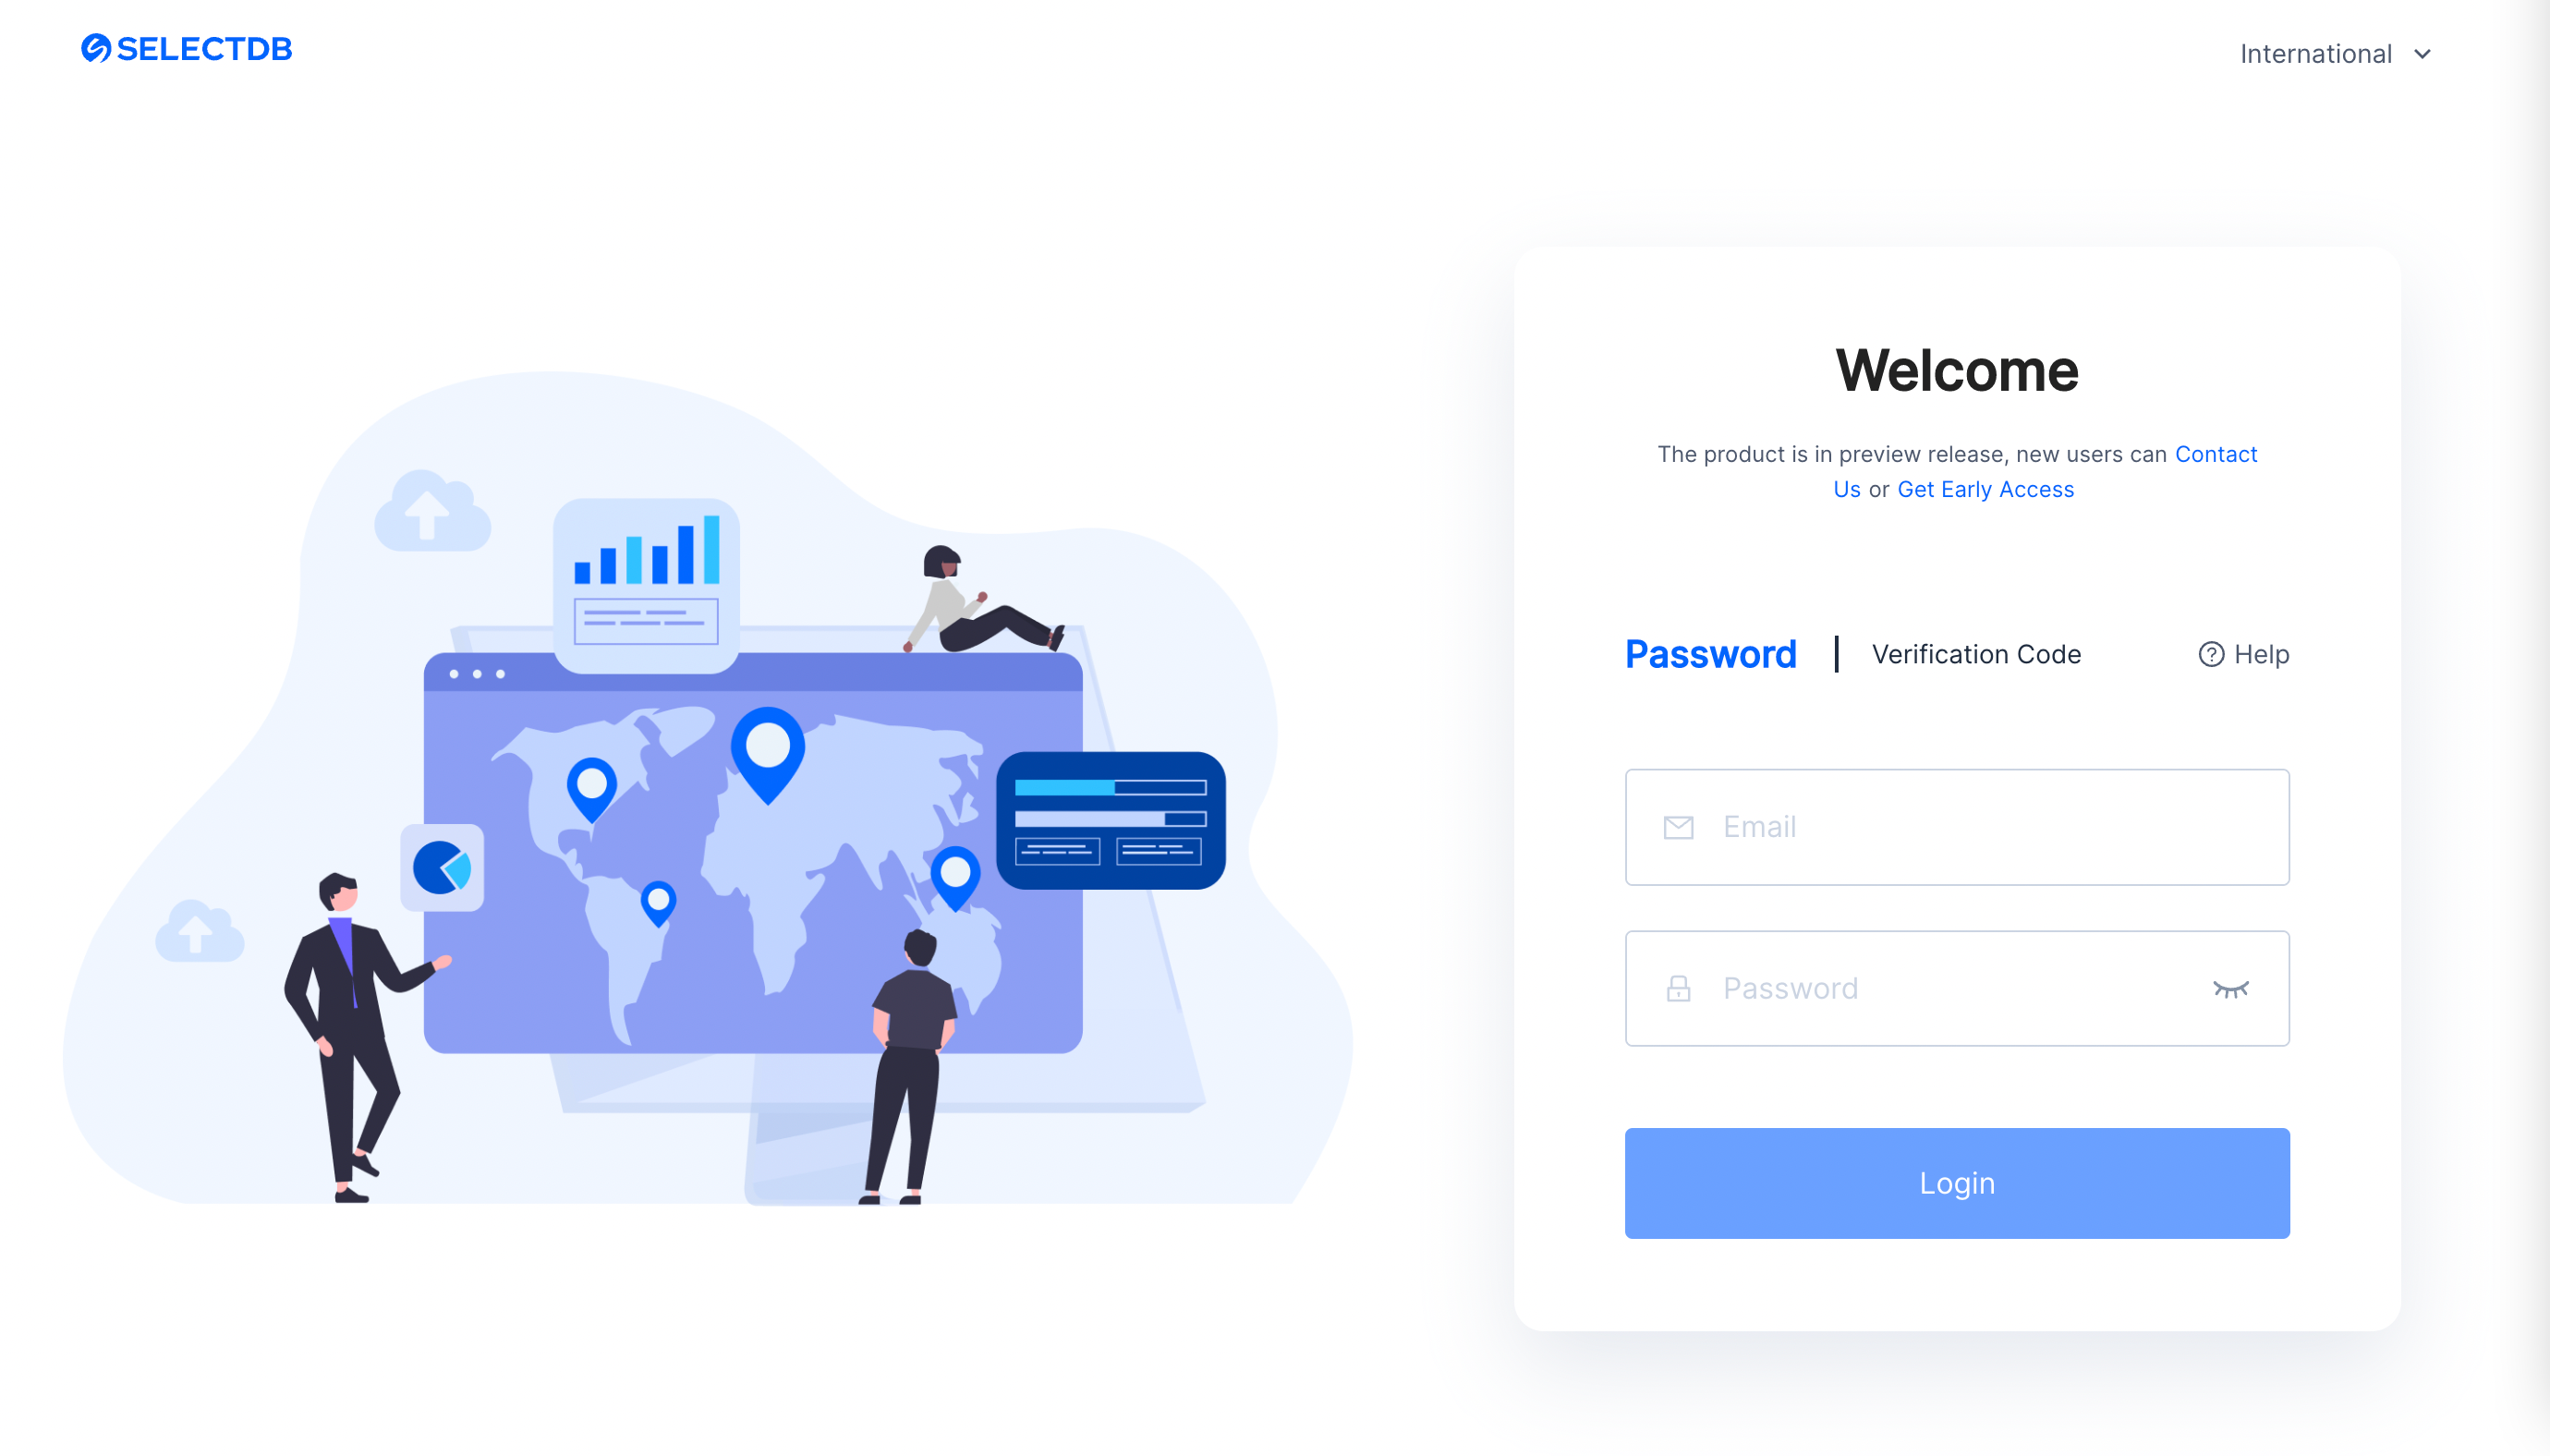 SELECTDB
International
Welcome
The product is in preview release, new users can Contact
Us or Get Early Access
Password
Verification Code
Help
Email
Password
Login